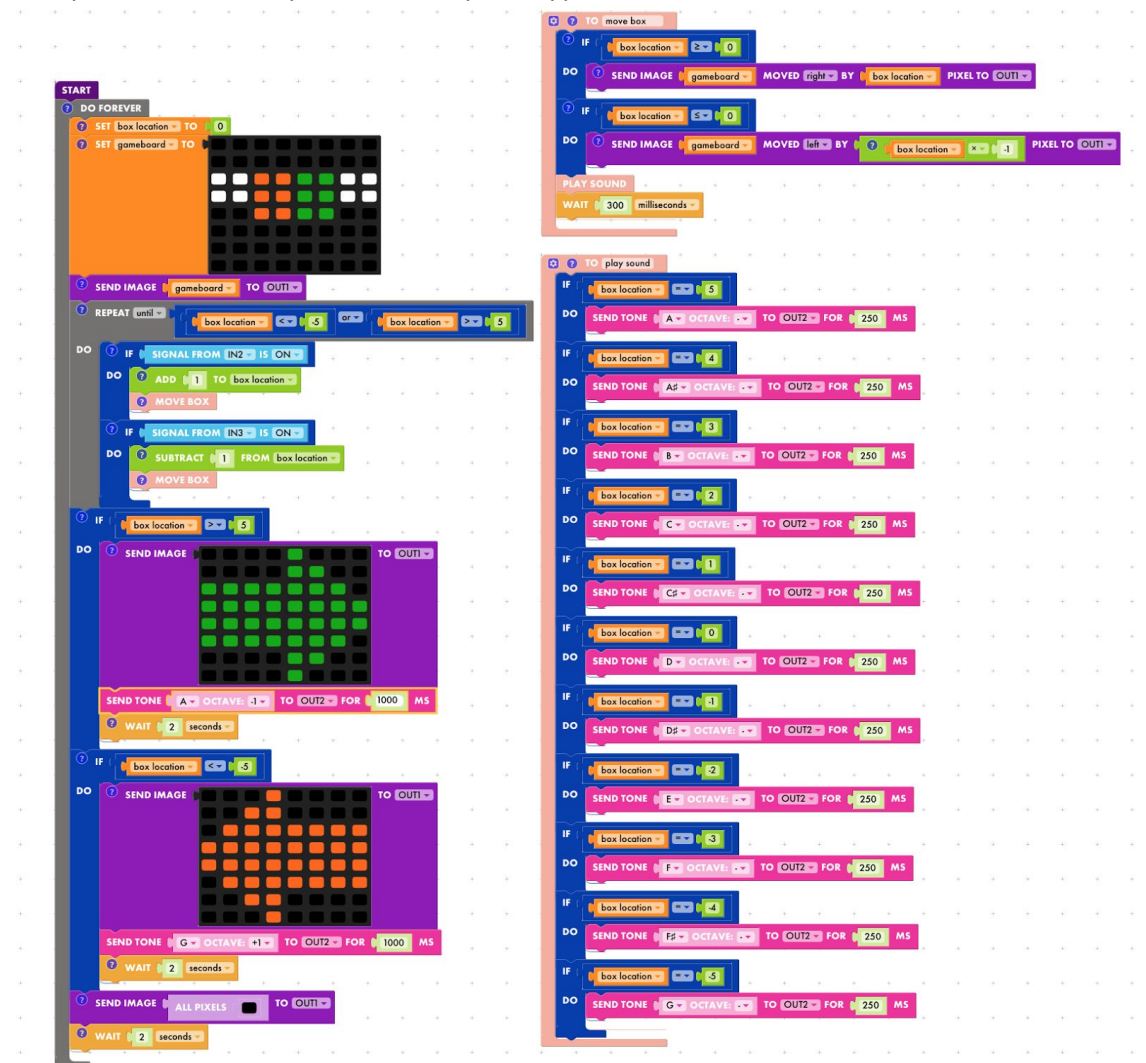 START
DO FOREVER
SET box location TO 0
SET gameboard TO
SEND IMAGE gameboard TO OUT1
REPEAT until box location < -5 or box location > 5
DO IF SIGNAL FROM IN2 IS ON
DO ADD 1 TO box location
MOVE BOX
IF SIGNAL FROM IN3 IS ON
DO SUBTRACT 1 FROM box location
MOVE BOX
IF box location > 5
DO SEND IMAGE TO OUT1
SEND TONE A OCTAVE: -1 TO OUT2 FOR 1000 MS
WAIT 2 seconds
IF box location < -5
DO SEND IMAGE TO OUT1
SEND TONE G OCTAVE: +1 TO OUT2 FOR 1000 MS
WAIT 2 seconds
SEND IMAGE ALL PIXELS TO OUT1
WAIT 2 seconds
TO move box
IF box location ≥ 0
DO SEND IMAGE gameboard MOVED right BY box location PIXEL TO OUT1
IF box location ≤ 0
DO SEND IMAGE gameboard MOVED left BY box location × -1 PIXEL TO OUT1
PLAY SOUND
WAIT 300 milliseconds
TO play sound
IF box location = 5
DO SEND TONE A OCTAVE: - TO OUT2 FOR 250 MS
IF box location = 4
DO SEND TONE A♯ OCTAVE: - TO OUT2 FOR 250 MS
IF box location = 3
DO SEND TONE B OCTAVE: - TO OUT2 FOR 250 MS
IF box location = 2
DO SEND TONE C OCTAVE: - TO OUT2 FOR 250 MS
IF box location = 1
DO SEND TONE C♯ OCTAVE: - TO OUT2 FOR 250 MS
IF box location = 0
DO SEND TONE D OCTAVE: - TO OUT2 FOR 250 MS
IF box location = -1
DO SEND TONE D♯ OCTAVE: - TO OUT2 FOR 250 MS
IF box location = -2
DO SEND TONE E OCTAVE: - TO OUT2 FOR 250 MS
IF box location = -3
DO SEND TONE F OCTAVE: - TO OUT2 FOR 250 MS
IF box location = -4
DO SEND TONE F♯ OCTAVE: - TO OUT2 FOR 250 MS
IF box location = -5
DO SEND TONE G OCTAVE: - TO OUT2 FOR 250 MS